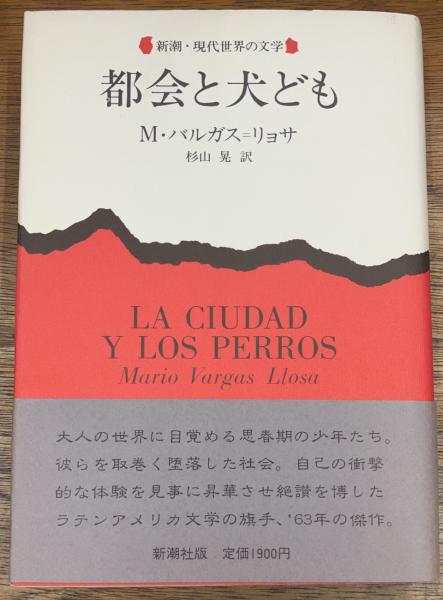 新潮・現代世界の文学
都会と犬ども
M・バルガス=リョサ
杉山 晃 訳
LA CIUDAD
Y LOS PERROS
Mario Vargas Llosa
大人の世界に目覚める思春期の少年たち。
彼らを取巻く堕落した社会。自己の衝撃
的な体験を見事に昇華させ絶讃を博した
ラテンアメリカ文学の旗手、'63年の傑作。
新潮社版 定価1900円